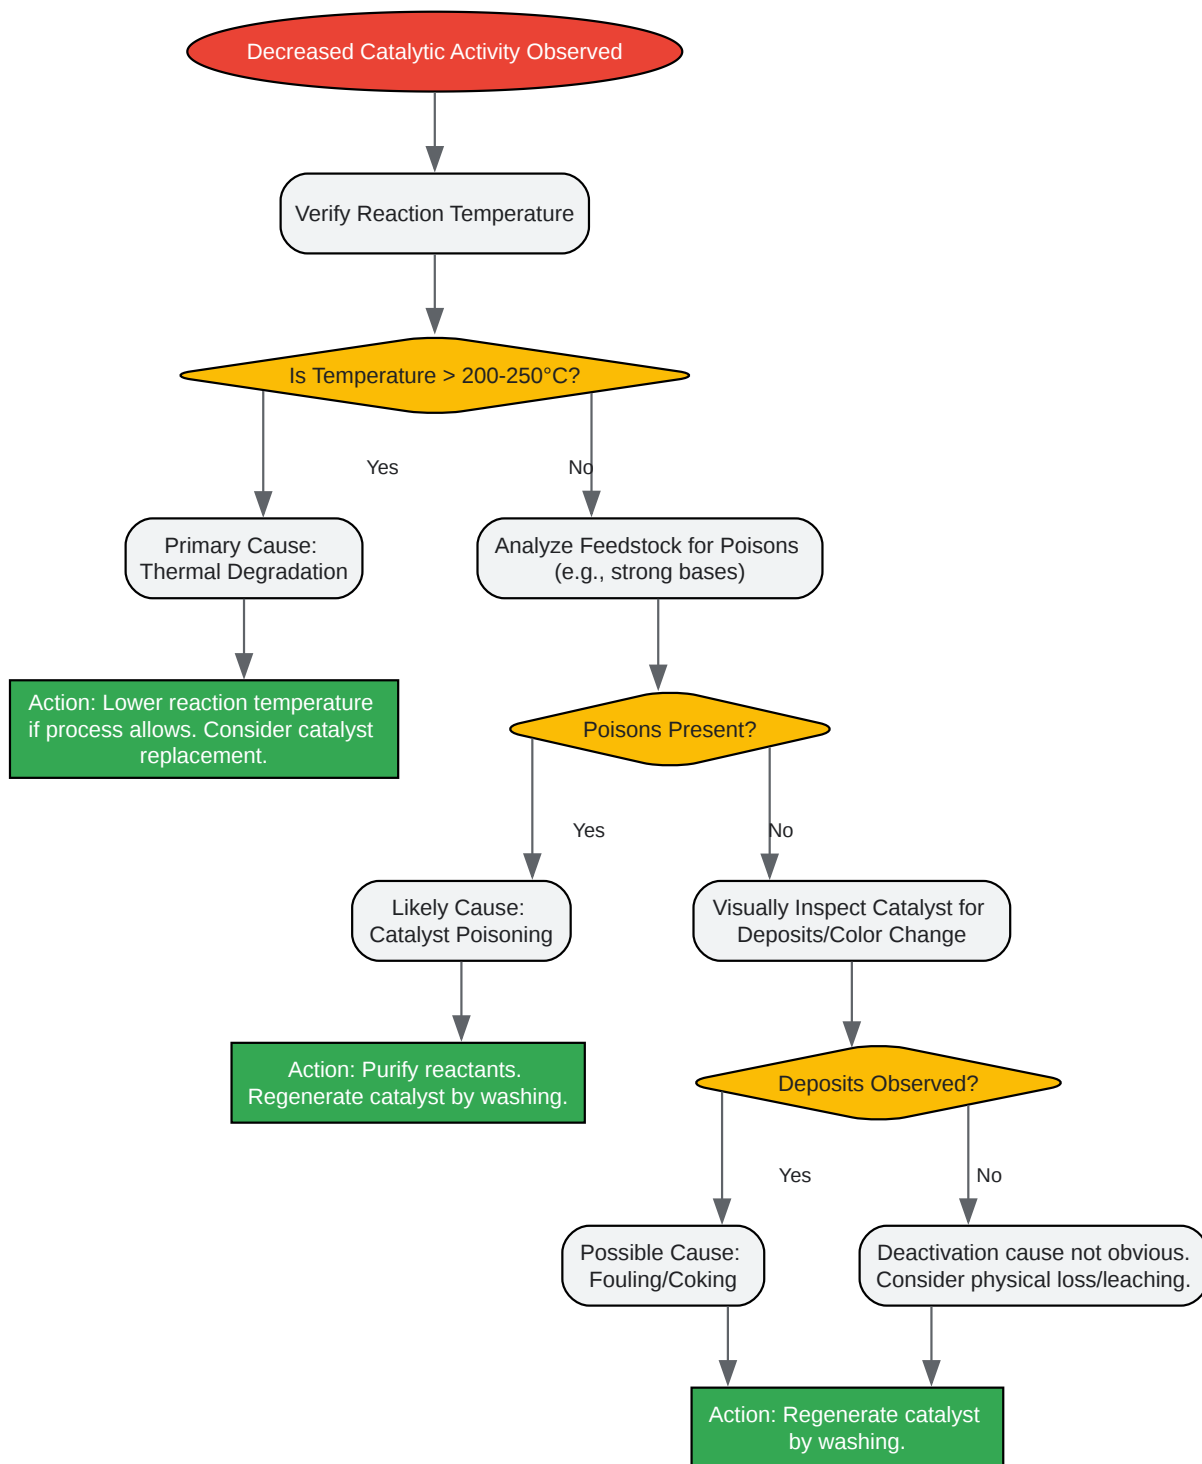 Decreased Catalytic Activity Observed
Verify Reaction Temperature
Is Temperature > 200-250°C?
Yes
No
Primary Cause:
Thermal Degradation
Analyze Feedstock for Poisons
(e.g., strong bases)
Action: Lower reaction temperature
if process allows. Consider catalyst
replacement.
Poisons Present?
Yes
No
Likely Cause:
Catalyst Poisoning
Visually Inspect Catalyst for
Deposits/Color Change
Action: Purify reactants.
Regenerate catalyst by washing.
Deposits Observed?
Yes
No
Possible Cause:
Fouling/Coking
Deactivation cause not obvious.
Consider physical loss/leaching.
Action: Regenerate catalyst
by washing.